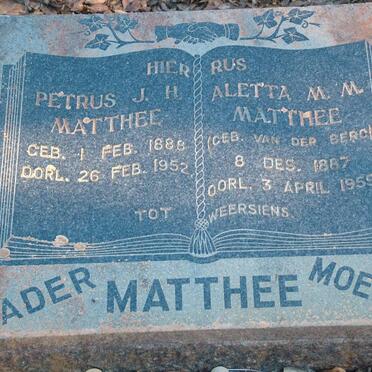 HIER RUS
PETRUS J. H.
MATTHEE
GEB. 1 FEB. 1888
OORL. 26 FEB. 1952
ALETTA M. M.
MATTHEE
(GEB. VAN DER BERG)
8 DES. 1887
OORL. 3 APRIL 1955
TOT WEERSIENS
ADER MATTHEE MOE